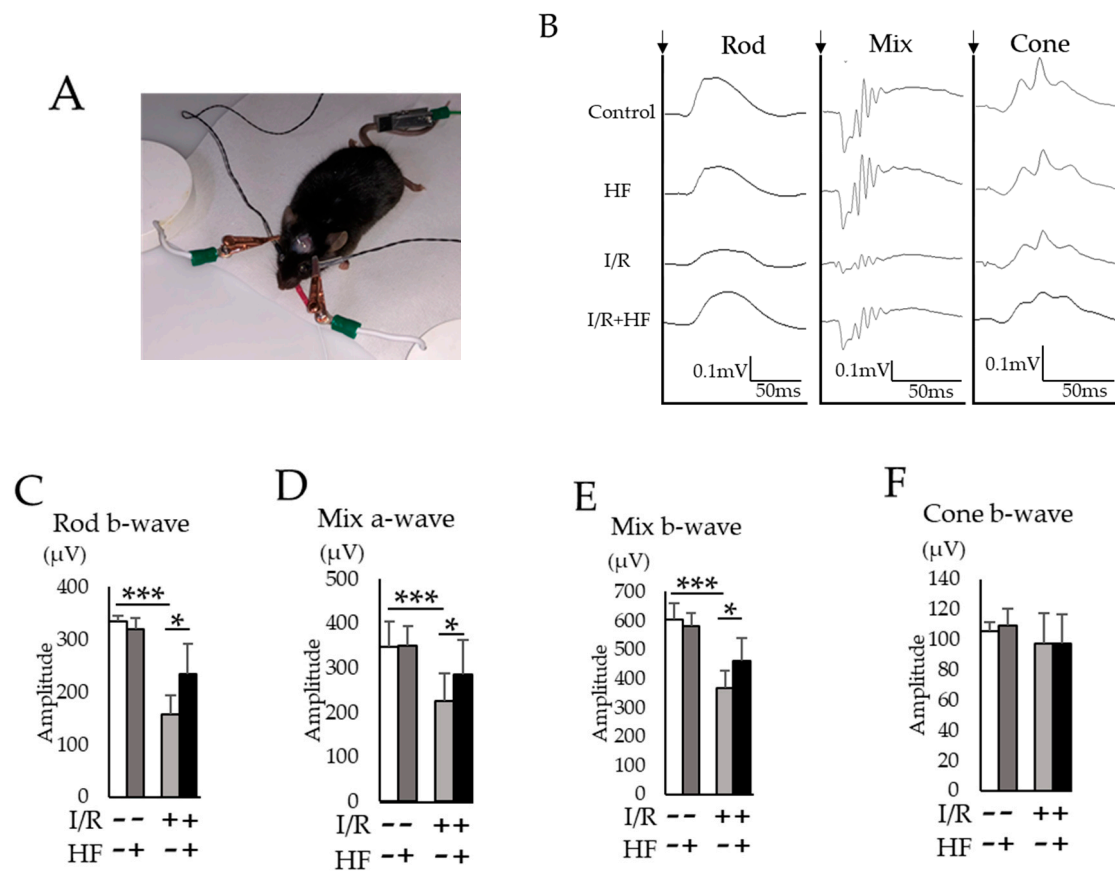 A
B
Rod Mix Cone
Control
HF
I/R
I/R+HF
0.1mV 0.1mV 0.1mV
50ms 50ms 50ms
C
Rod b-wave
(μV)
400
300
200
100
0
Amplitude
***
*
I/R -- ++
HF -+ -+
D
Mix a-wave
(μV)
500
400
300
200
100
0
Amplitude
***
*
I/R -- ++
HF -+ -+
E
Mix b-wave
(μV)
700
600
500
400
300
200
100
0
Amplitude
***
*
I/R -- ++
HF -+ -+
F
Cone b-wave
(μV)
140
120
100
80
60
40
20
0
Amplitude
I/R -- ++
HF -+ -+